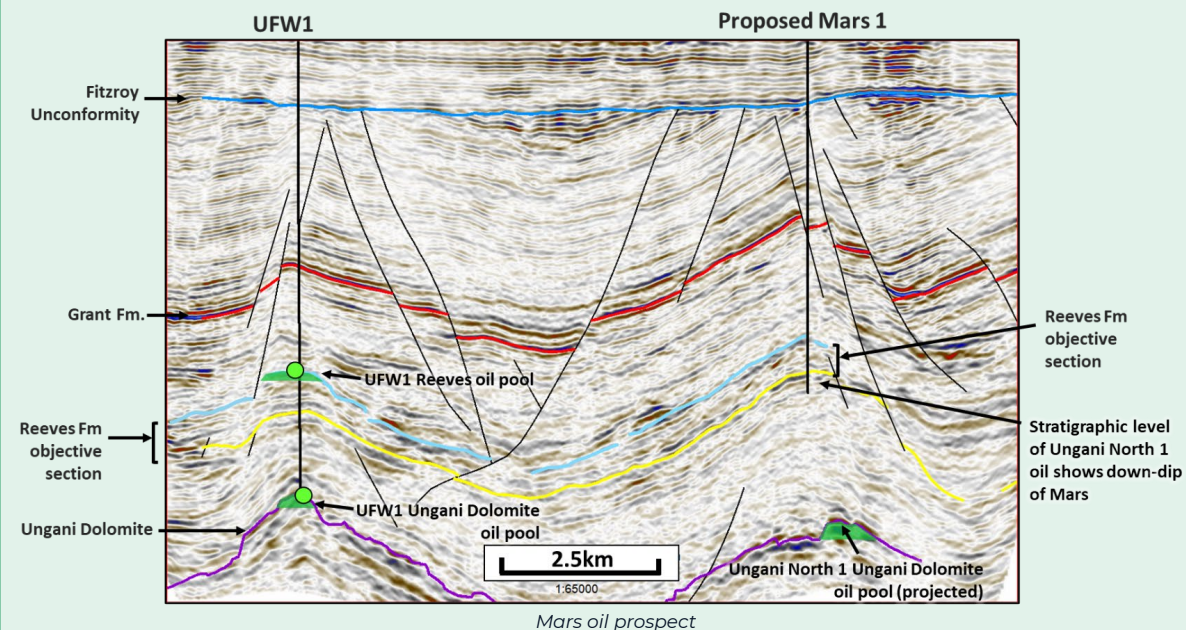 UFW1
Proposed Mars 1
Fitzroy
Unconformity
Grant Fm.
Reeves Fm
objective
section
UFW1 Reeves oil pool
Reeves Fm
objective
section
Stratigraphic level
of Ungani North 1
oil shows down-dip
of Mars
UFW1 Ungani Dolomite
oil pool
Ungani Dolomite
2.5km
1:65000
Ungani North 1 Ungani Dolomite
oil pool (projected)
Mars oil prospect